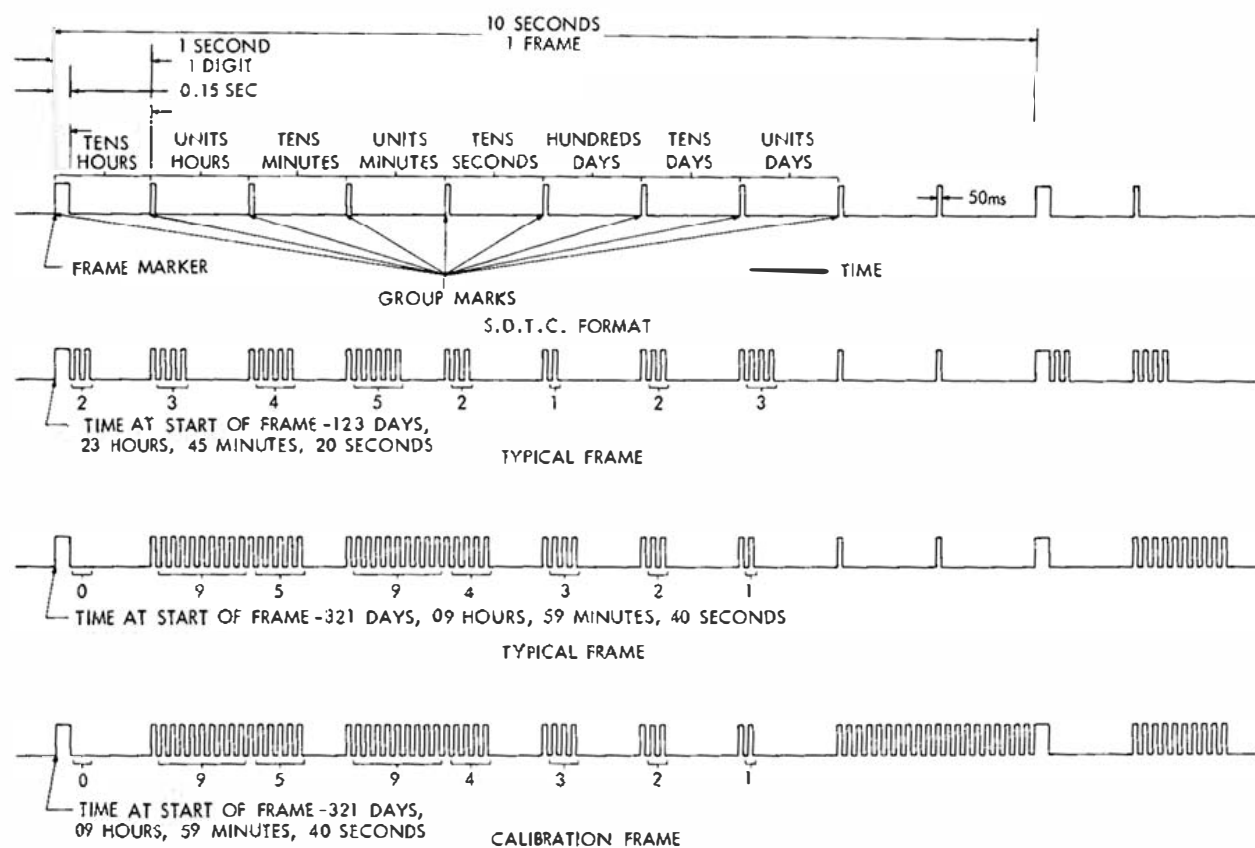 10 SECONDS
1 FRAME
1 SECOND
1 DIGIT
0.15 SEC
TENS HOURS
UNITS HOURS
TENS MINUTES
UNITS MINUTES
TENS SECONDS
HUNDREDS DAYS
TENS DAYS
UNITS DAYS
50ms
FRAME MARKER
TIME
GROUP MARKS
S.D.T.C. FORMAT
2 3 4 5 2 1 2 3
TIME AT START OF FRAME-123 DAYS,
23 HOURS, 45 MINUTES, 20 SECONDS
TYPICAL FRAME
0 9 5 9 4 3 2 1
TIME AT START OF FRAME-321 DAYS, 09 HOURS, 59 MINUTES, 40 SECONDS
TYPICAL FRAME
0 9 5 9 4 3 2 1
TIME AT START OF FRAME-321 DAYS,
09 HOURS, 59 MINUTES, 40 SECONDS
CALIBRATION FRAME